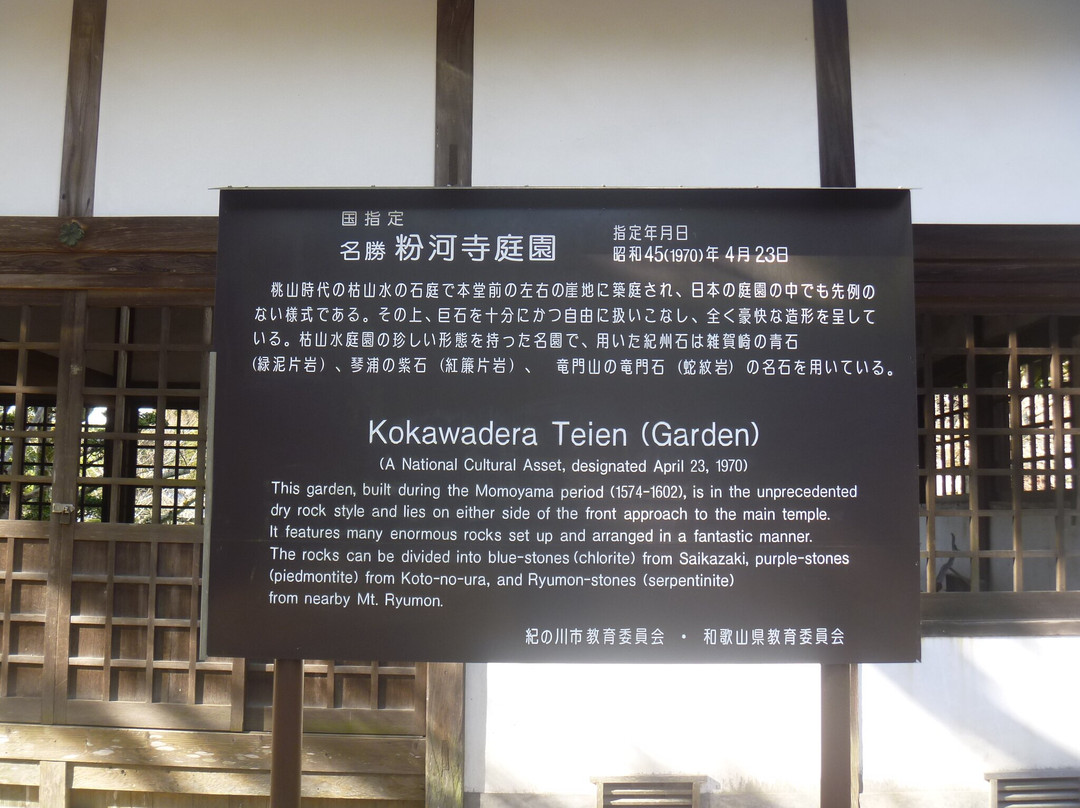 国指定
名勝 粉河寺庭園
指定年月日
昭和45(1970)年 4月23日
桃山時代の枯山水の石庭で本堂前の左右の崖地に築庭され、日本の庭園の中でも先例の
ない様式である。その上、巨石を十分にかつ自由に扱いこなし、全く豪快な造形を呈して
いる。枯山水庭園の珍しい形態を持った名園で、用いた紀州石は雑賀崎の青石
(緑泥片岩)、琴浦の紫石(紅簾片岩)、 竜門山の竜門石(蛇紋岩)の名石を用いている。
Kokawadera Teien (Garden)
(A National Cultural Asset, designated April 23, 1970)
This garden, built during the Momoyama period (1574-1602), is in the unprecedented
dry rock style and lies on either side of the front approach to the main temple.
It features many enormous rocks set up and arranged in a fantastic manner.
The rocks can be divided into blue-stones (chlorite) from Saikazaki, purple-stones
(piedmontite) from Koto-no-ura, and Ryumon-stones (serpentinite)
from nearby Mt. Ryumon.
紀の川市教育委員会 ・ 和歌山県教育委員会